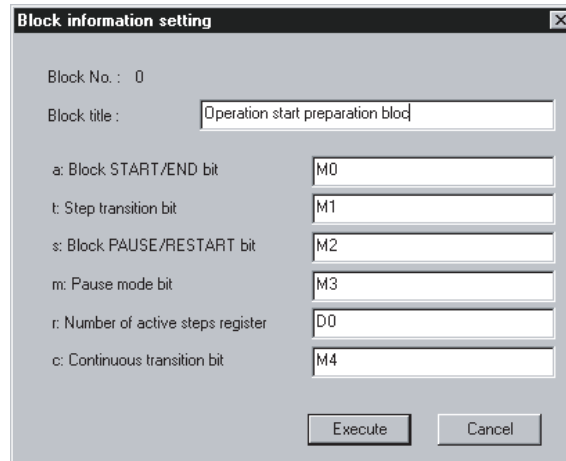 Block information setting
Block No. : 0
Block title : Operation start preparation bloc
a: Block START/END bit M0
t: Step transition bit M1
s: Block PAUSE/RESTART bit M2
m: Pause mode bit M3
r: Number of active steps register D0
c: Continuous transition bit M4
Execute Cancel